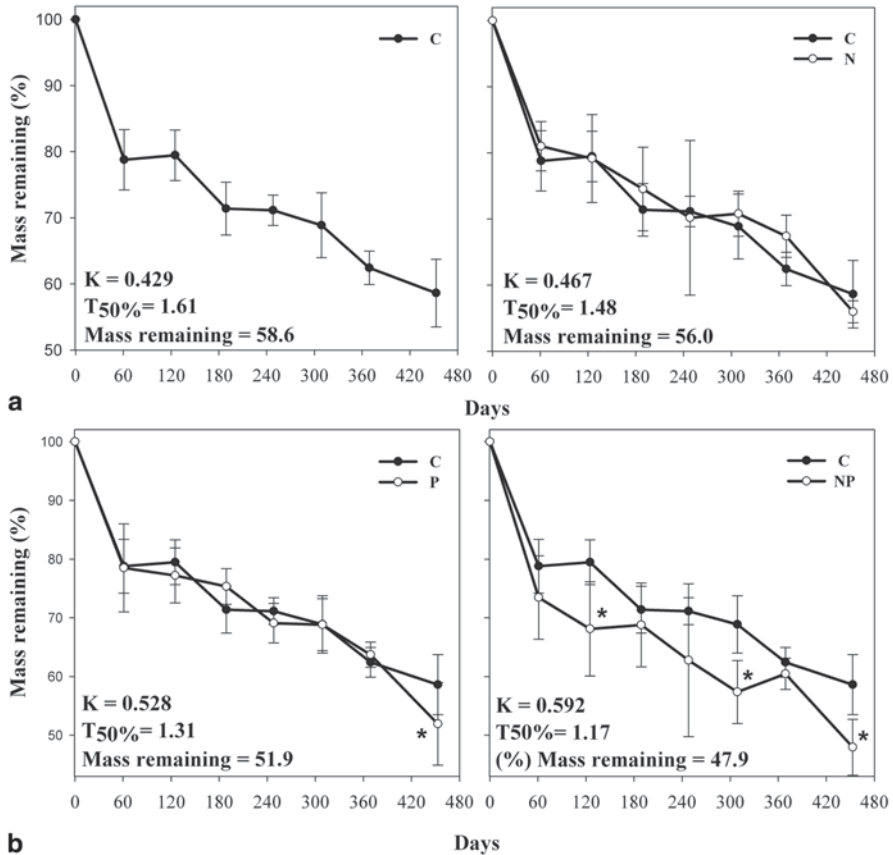 Mass remaining (%)
100
90
80
70
60
50
C
K = 0.429
T50%= 1.61
Mass remaining = 58.6
0 60 120 180 240 300 360 420 480
C
N
K = 0.467
T50%= 1.48
Mass remaining = 56.0
0 60 120 180 240 300 360 420 480
a
Days
Mass remaining (%)
100
90
80
70
60
50
C
P
K = 0.528
T50%= 1.31
Mass remaining = 51.9
*
0 60 120 180 240 300 360 420 480
C
NP
*
*
*
K = 0.592
T50%= 1.17
(%) Mass remaining = 47.9
0 60 120 180 240 300 360 420 480
b
Days